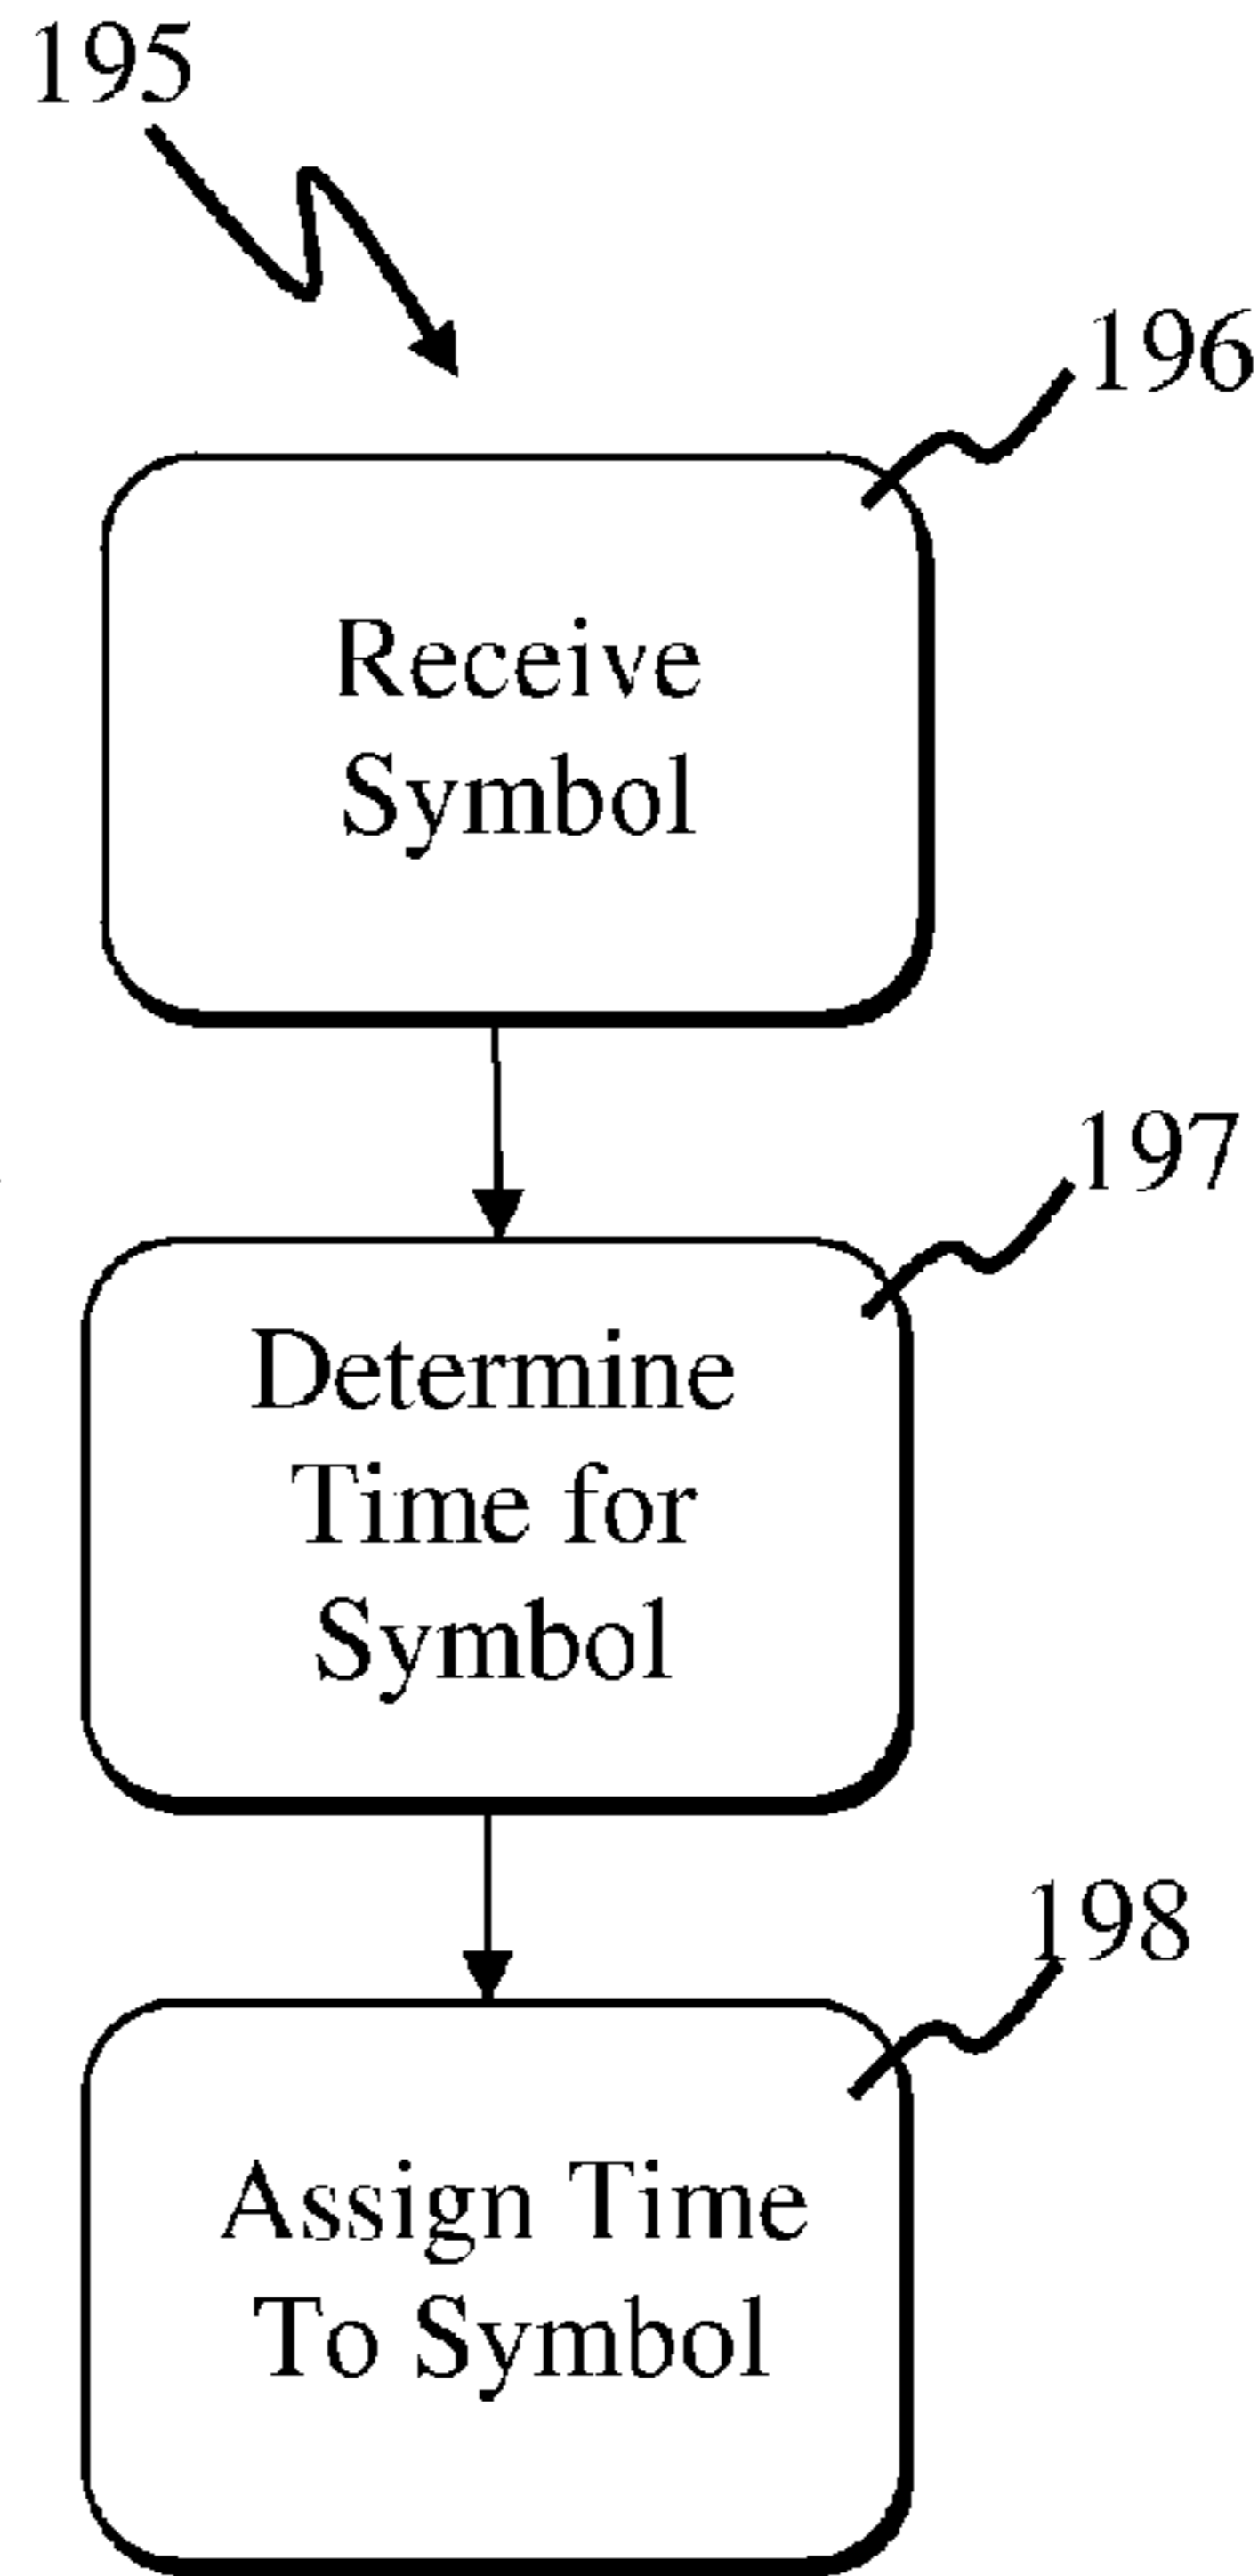 195
196
Receive
Symbol
197
Determine
Time for
Symbol
198
Assign Time
To Symbol